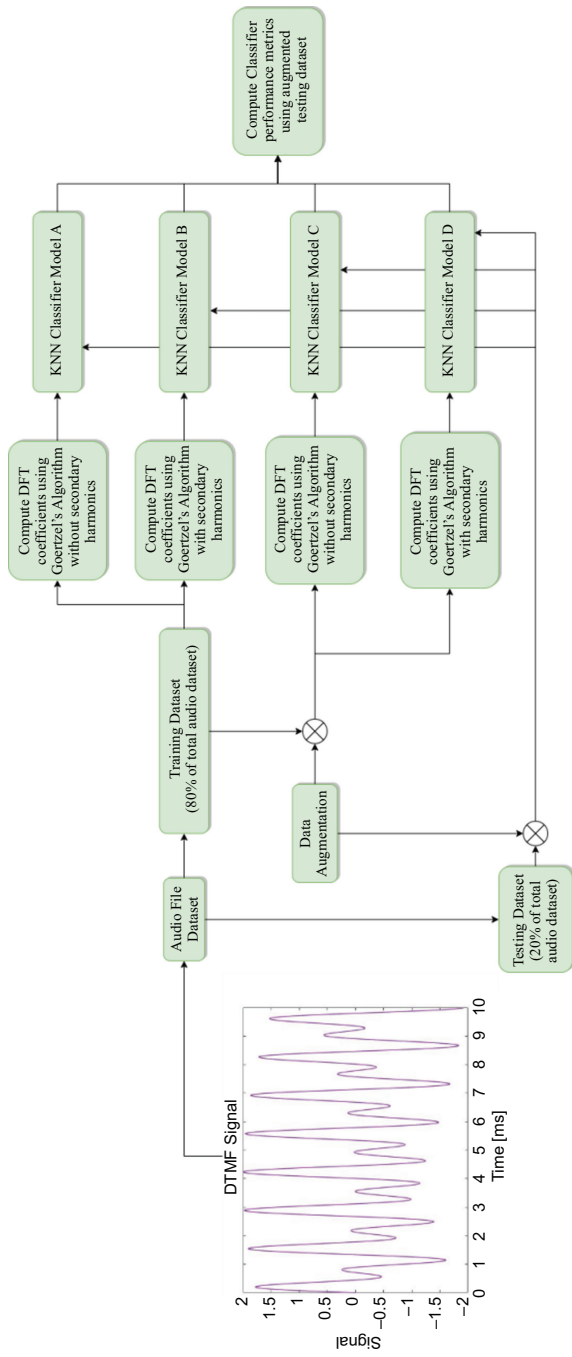 DTMF Signal
2
1.5
1
0.5
0
−0.5
−1
−1.5
−2
Signal
0
1
2
3
4
5
6
7
8
9
10
Time [ms]
Audio File
Dataset
Training Dataset
(80% of total audio dataset)
Testing Dataset
(20% of total
audio dataset)
Data
Augmentation
Compute DFT
coefficients using
Goertzel's Algorithm
without secondary
harmonics
Compute DFT
coefficients using
Goertzel's Algorithm
with secondary
harmonics
Compute DFT
coefficients using
Goertzel's Algorithm
without secondary
harmonics
Compute DFT
coefficients using
Goertzel's Algorithm
with secondary
harmonics
KNN Classifier Model A
KNN Classifier Model B
KNN Classifier Model C
KNN Classifier Model D
Compute Classifier
performance metrics
using augmented
testing dataset